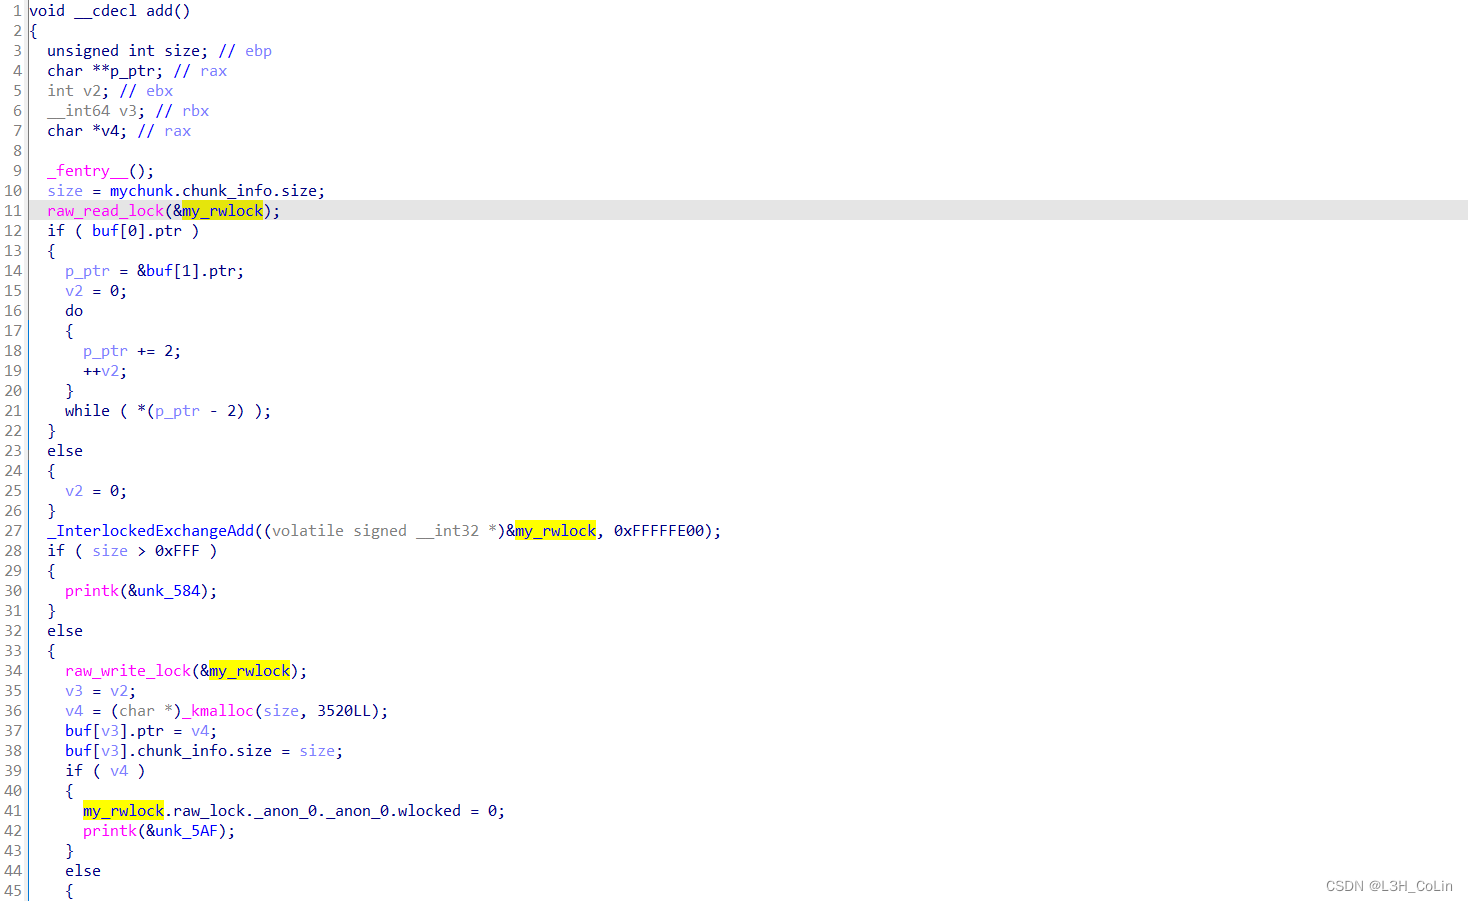 1 void __cdecl add()
2 {
3 unsigned int size; // ebp
4 char **p_ptr; // rax
5 int v2; // ebx
6 __int64 v3; // rbx
7 char *v4; // rax
8
9 _fentry__();
10 size = mychunk.chunk_info.size;
11 raw_read_lock(&my_rwlock);
12 if ( buf[0].ptr )
13 {
14 p_ptr = &buf[1].ptr;
15 v2 = 0;
16 do
17 {
18 p_ptr += 2;
19 ++v2;
20 }
21 while ( *(p_ptr - 2) );
22 }
23 else
24 {
25 v2 = 0;
26 }
27 _InterlockedExchangeAdd((volatile signed __int32 *)&my_rwlock, 0xFFFFFE00);
28 if ( size > 0xFFF )
29 {
30 printk(&unk_584);
31 }
32 else
33 {
34 raw_write_lock(&my_rwlock);
35 v3 = v2;
36 v4 = (char *)_kmalloc(size, 3520LL);
37 buf[v3].ptr = v4;
38 buf[v3].chunk_info.size = size;
39 if ( v4 )
40 {
41 my_rwlock.raw_lock._anon_0._anon_0.wlocked = 0;
42 printk(&unk_5AF);
43 }
44 else
45 {
CSDN @L3H_CoLin